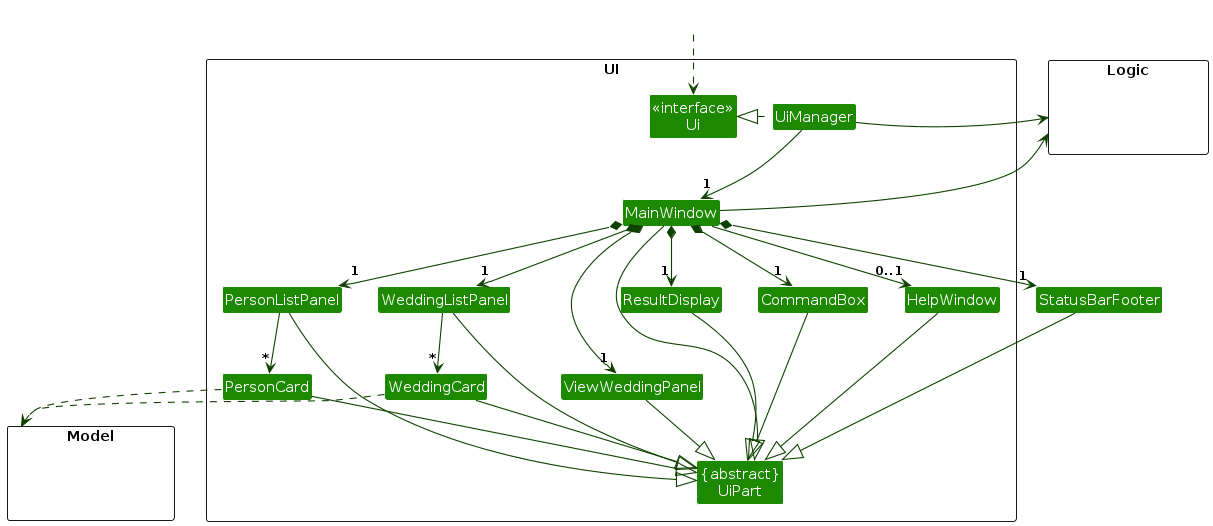 UI
Logic
«interface»
Ui
UiManager
1
MainWindow
1
1
1
1
0..1
1
PersonListPanel
WeddingListPanel
ResultDisplay
CommandBox
HelpWindow
StatusBarFooter
*
*
1
PersonCard
WeddingCard
ViewWeddingPanel
Model
{abstract}
UiPart